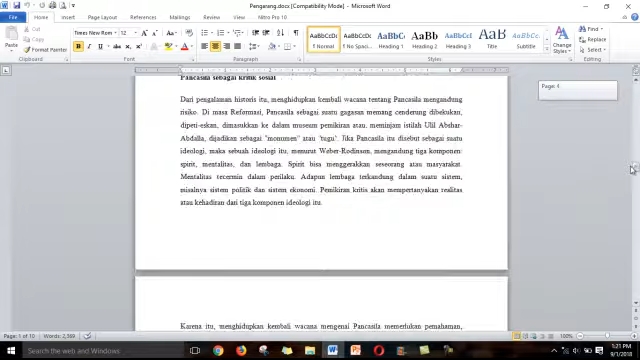 Pengarang.docx [Compatibility Mode] - Microsoft Word
File Home Insert Page Layout References Mailings Review View Nitro Pro 10
Paste Cut Copy Format Painter
Times New Rom 12
AaBbCcDc AaBbCcDc AaBbC AaBbCc AaB AaBbCc.
¶ Normal ¶ No Spaci... Heading 1 Heading 2 Title Subtitle
Change Styles
Find Replace Select
Clipboard Font Paragraph Styles Editing
Page: 4
Pancasila sebagai kritik sosial
Dari pengalaman historis itu, menghidupkan kembali wacana tentang Pancasila mengandung
risiko. Di masa Reformasi, Pancasila sebagai suatu gagasan memang cenderung dibekukan,
dipeti-eskan, dimasukkan ke dalam museum pemikiran atau, meminjam istilah Ulil Abshar-
Abdalla, dijadikan sebagai "monumen" atau "tugu". Jika Pancasila itu disebut sebagai suatu
ideologi, maka sebuah ideologi itu, menurut Weber-Rodinson, mengandung tiga komponen:
spirit, mentalitas, dan lembaga. Spirit bisa menggerakkan seseorang atau masyarakat.
Mentalitas tecermin dalam perilaku. Adapun lembaga terkandung dalam suatu sistem,
misalnya sistem politik dan sistem ekonomi. Pemikiran kritis akan mempertanyakan realitas
atau kehadiran dari tiga komponen ideologi itu.
Karena itu, menghidupkan kembali wacana mengenai Pancasila memerlukan pemahaman,
Page: 1 of 10 Words: 2,369 100%
Search the web and Windows
1:21 PM
9/1/2018